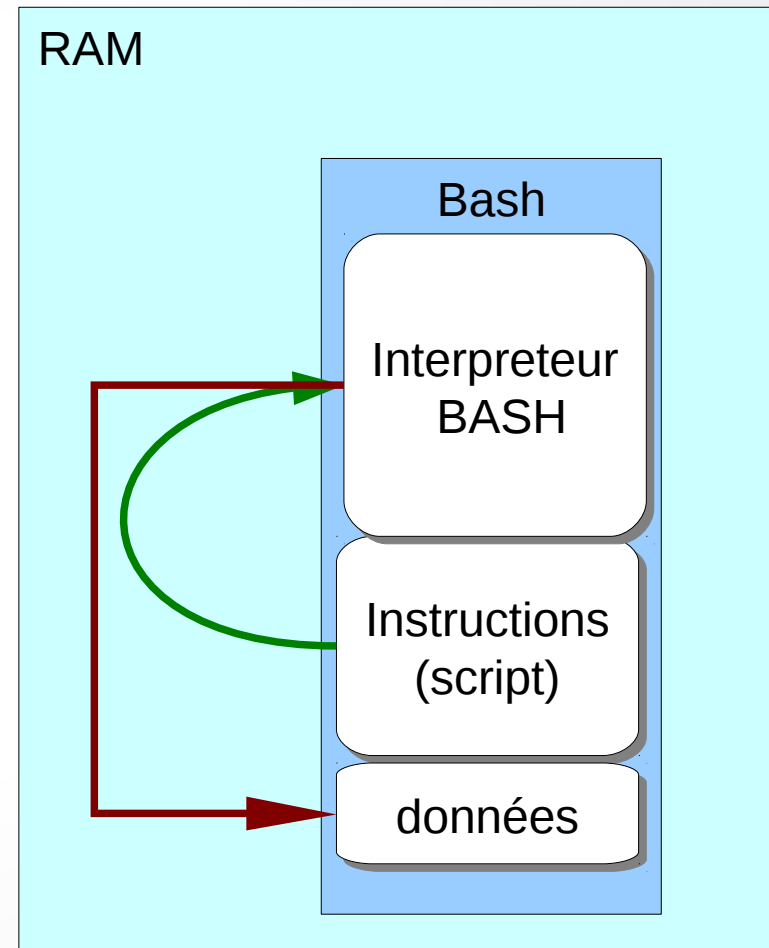 RAM
Bash
Interpreteur
BASH
Instructions
(script)
données